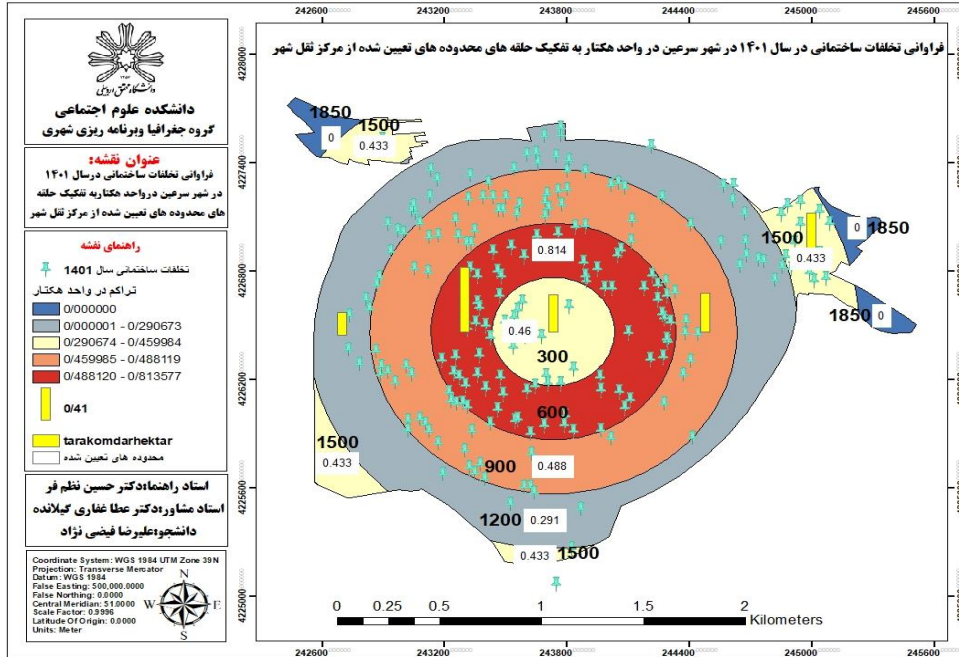 242600 243200 243800 244400 245000 245600
فراوانی تخلفات ساختمانی در سال ۱۴۰۱ در شهر سرعین در واحد هکتار به تفکیک حلقه های محدوده های تعیین شده از مرکز ثقل شهر
دانشگاه محقق اردبیلی
دانشکده علوم اجتماعی
گروه جغرافیا وبرنامه ریزی شهری
عنوان نقشه:
فراوانی تخلفات ساختمانی درسال ۱۴۰۱
در شهر سرعین درواحد هکتاربه تفکیک حلقه
های محدوده های تعیین شده از مرکز ثقل شهر
راهنمای نقشه
تخلفات ساختمانی سال 1401
تراکم در واحد هکتار
0/000000
0/000001 - 0/290673
0/290674 - 0/459984
0/459985 - 0/488119
0/488120 - 0/813577
0/41
tarakomdarhektar
محدوده های تعیین شده
استاد راهنما:دکتر حسین نظم فر
استاد مشاور:دکتر عطا غفاری گیلانده
دانشجو:علیرضا فیضی نژاد
Coordinate System: WGS 1984 UTM Zone 39N
Projection: Transverse Mercator
Datum: WGS 1984
False Easting: 500,000.0000
False Northing: 0.0000
Central Meridian: 51.0000
Scale Factor: 0.9996
Latitude Of Origin: 0.0000
Units: Meter
N
W E
S
4228000
4227400
4226800
4226200
4225600
4225000
1850
0
1500
0.433
0.814
1500
0.433
0
1850
1850
0
0.46
300
600
1500
0.433
900
0.488
1200
0.291
0.433
1500
0 0.25 0.5 1 1.5 2
Kilometers
242600 243200 243800 244400 245000 245600